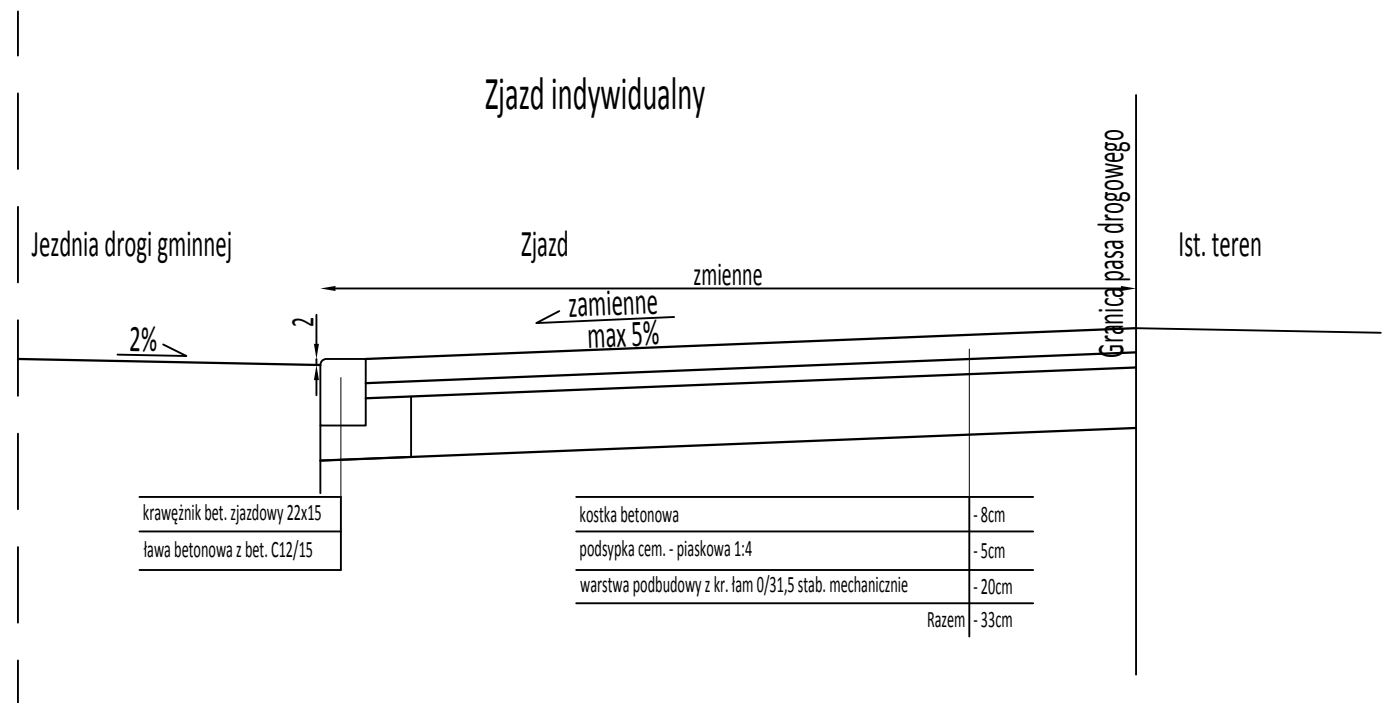 Zjazd indywidualny
Granica pasa drogowego
Jezdnia drogi gminnej
Zjazd
Ist. teren
zmienne
zamienne
max 5%
2
2%
krawężnik bet. zjazdowy 22x15
ława betonowa z bet. C12/15
kostka betonowa - 8cm
podsypka cem. - piaskowa 1:4 - 5cm
warstwa podbudowy z kr. łam 0/31,5 stab. mechanicznie - 20cm
Razem - 33cm